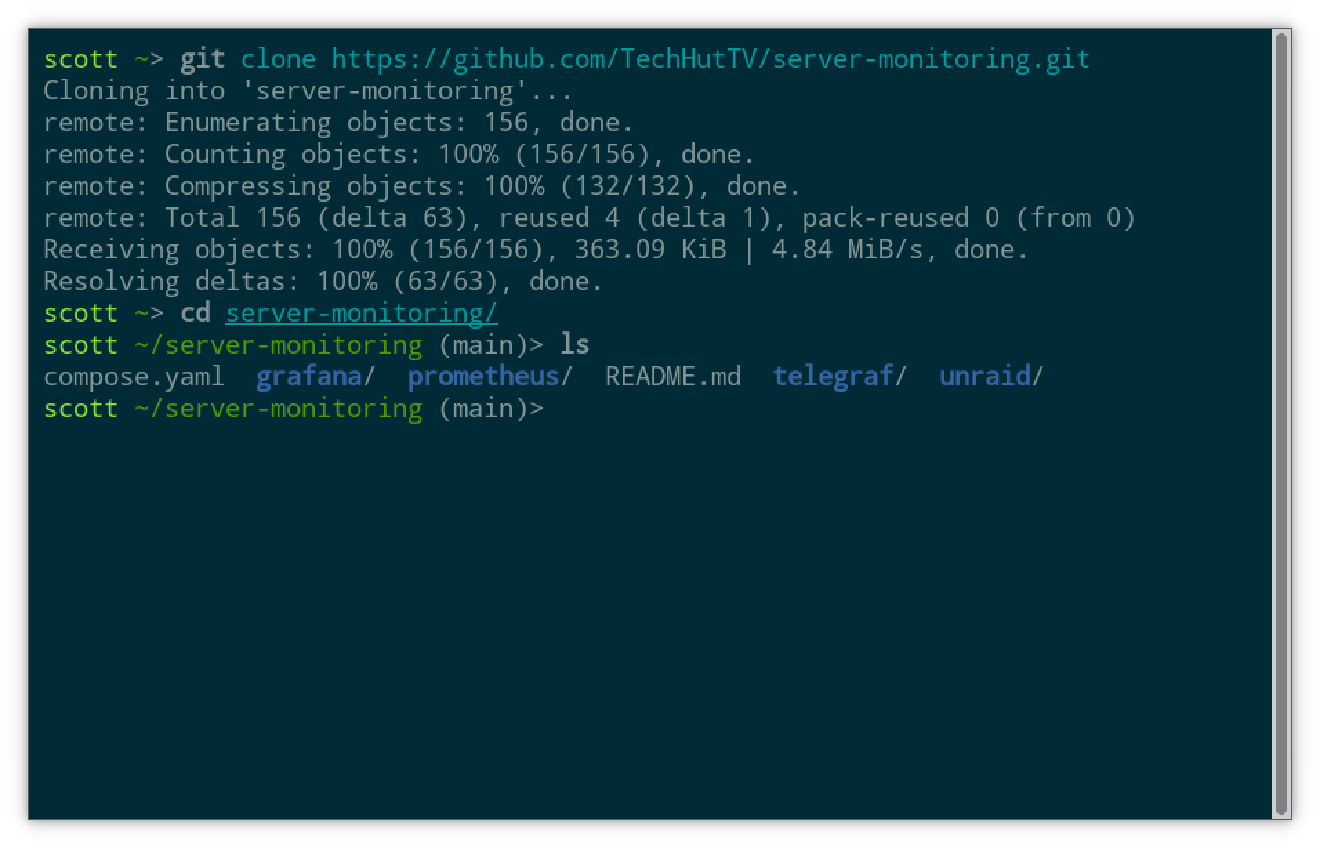 scott ~> git clone https://github.com/TechHutTV/server-monitoring.git
Cloning into 'server-monitoring'...
remote: Enumerating objects: 156, done.
remote: Counting objects: 100% (156/156), done.
remote: Compressing objects: 100% (132/132), done.
remote: Total 156 (delta 63), reused 4 (delta 1), pack-reused 0 (from 0)
Receiving objects: 100% (156/156), 363.09 KiB | 4.84 MiB/s, done.
Resolving deltas: 100% (63/63), done.
scott ~> cd server-monitoring/
scott ~/server-monitoring (main)> ls
compose.yaml  grafana/  prometheus/  README.md  telegraf/  unraid/
scott ~/server-monitoring (main)>